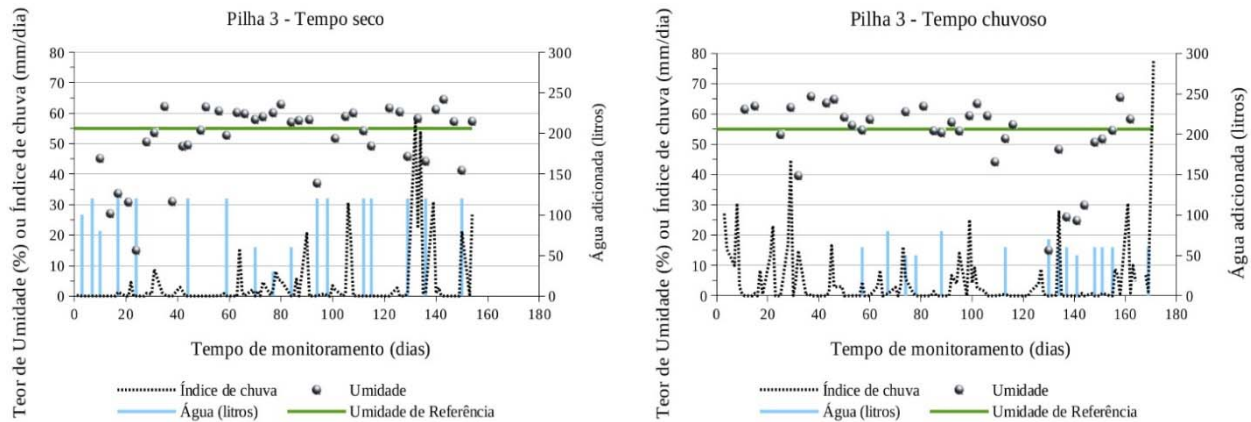 Pilha 3 - Tempo seco
Teor de Umidade (%) ou Índice de chuva (mm/dia)
80
70
60
50
40
30
20
10
0
300
250
200
150
100
50
0
Água adicionada (litros)
0 20 40 60 80 100 120 140 160 180
Tempo de monitoramento (dias)
Índice de chuva Umidade
Água (litros) Umidade de Referência
Pilha 3 - Tempo chuvoso
Teor de Umidade (%) ou Índice de chuva (mm/dia)
80
70
60
50
40
30
20
10
0
300
250
200
150
100
50
0
Água adicionada (litros)
0 20 40 60 80 100 120 140 160 180
Tempo de monitoramento (dias)
Índice de chuva Umidade
Água (litros) Umidade de Referência